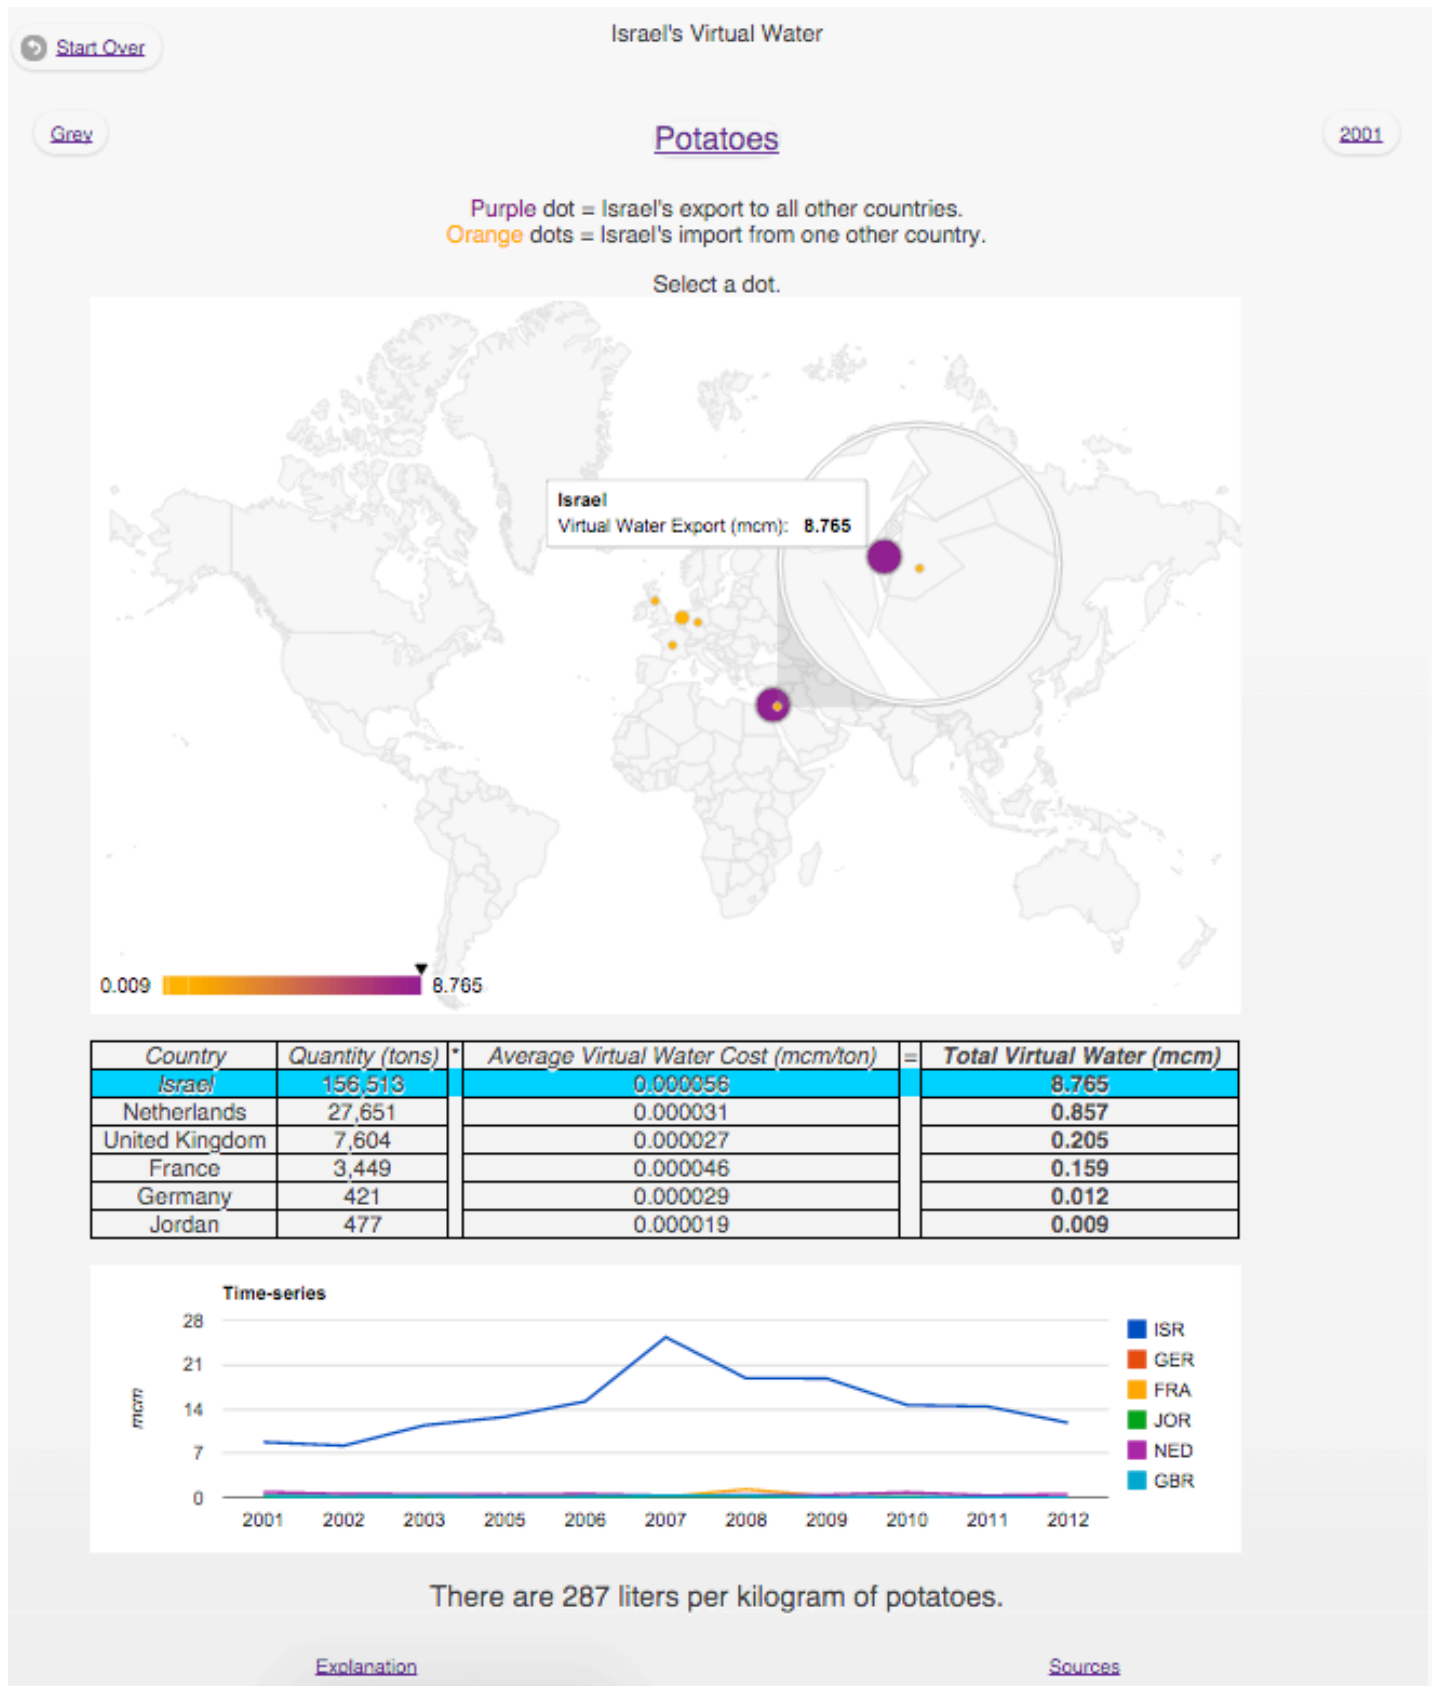 Israel's Virtual Water
Start Over
Grey
Potatoes
2001
Purple dot = Israel's export to all other countries.
Orange dots = Israel's import from one other country.
Select a dot.
Israel
Virtual Water Export (mcm): 8.765
0.009 8.765
Country Quantity (tons) * Average Virtual Water Cost (mcm/ton) = Total Virtual Water (mcm)
Israel 156,513 0.000056 8.765
Netherlands 27,651 0.000031 0.857
United Kingdom 7,604 0.000027 0.205
France 3,449 0.000046 0.159
Germany 421 0.000029 0.012
Jordan 477 0.000019 0.009
Time-series
28
21
14
7
0
mcm
2001 2002 2003 2005 2006 2007 2008 2009 2010 2011 2012
ISR
GER
FRA
JOR
NED
GBR
There are 287 liters per kilogram of potatoes.
Explanation
Sources